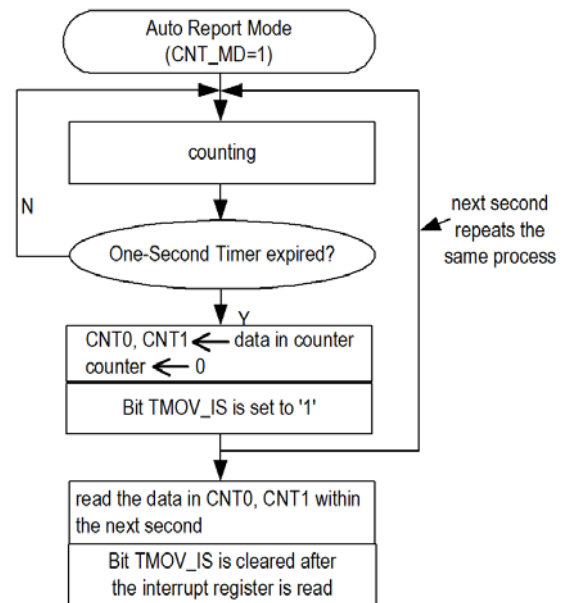 Auto Report Mode
(CNT_MD=1)
counting
N
next second
repeats the
same process
One-Second Timer expired?
Y
CNT0, CNT1 ← data in counter
counter ← 0
Bit TMOV_IS is set to '1'
read the data in CNT0, CNT1 within
the next second
Bit TMOV_IS is cleared after
the interrupt register is read